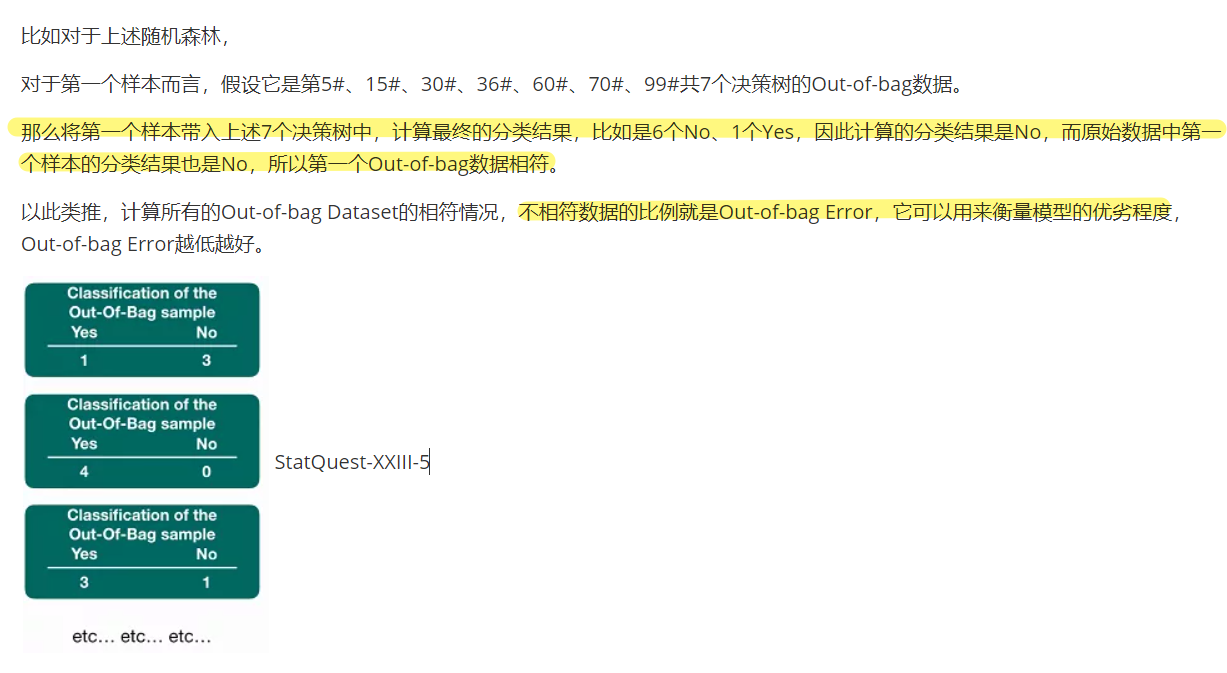 比如对于上述随机森林，
对于第一个样本而言，假设它是第5#、15#、30#、36#、60#、70#、99#共7个决策树的Out-of-bag数据。
那么将第一个样本带入上述7个决策树中，计算最终的分类结果，比如是6个No、1个Yes，因此计算的分类结果是No，而原始数据中第一
个样本的分类结果也是No，所以第一个Out-of-bag数据相符。
以此类推，计算所有的Out-of-bag Dataset的相符情况，不相符数据的比例就是Out-of-bag Error，它可以用来衡量模型的优劣程度，
Out-of-bag Error越低越好。
Classification of the
Out-Of-Bag sample
Yes No
1 3
Classification of the
Out-Of-Bag sample
Yes No
4 0
StatQuest-XXIII-5
Classification of the
Out-Of-Bag sample
Yes No
3 1
etc... etc... etc...